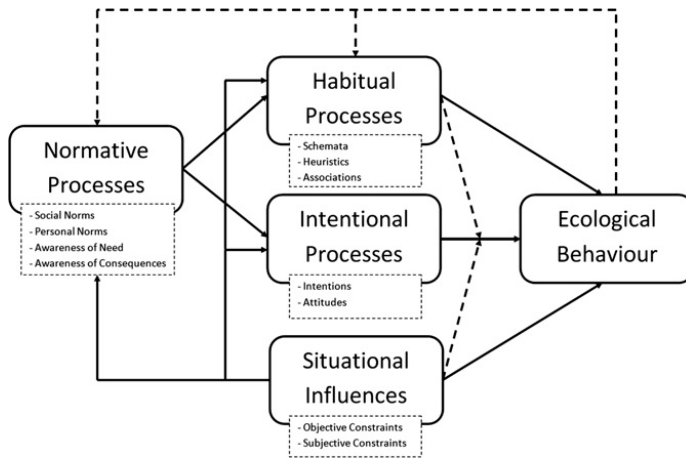 Habitual
Processes
- Schemata
- Heuristics
- Associations
Normative
Processes
- Social Norms
- Personal Norms
- Awareness of Need
- Awareness of Consequences
Intentional
Processes
- Intentions
- Attitudes
Ecological
Behaviour
Situational
Influences
- Objective Constraints
- Subjective Constraints